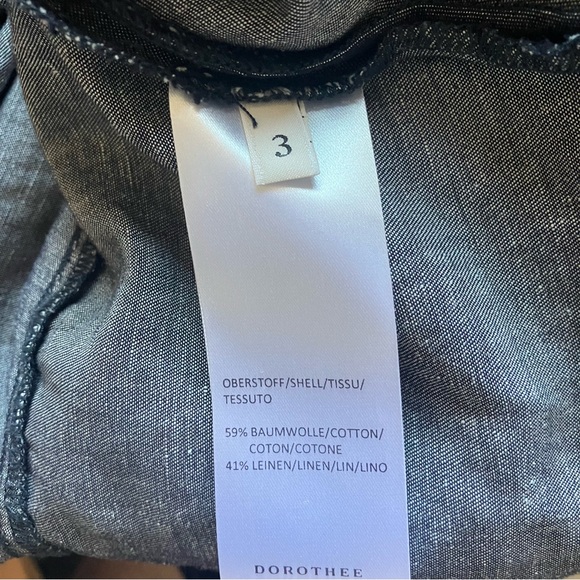 3
OBERSTOFF/SHELL/TISSU/
TESSUTO
59% BAUMWOLLE/COTTON/
COTON/COTONE
41% LEINEN/LINEN/LIN/LINO
DOROTHEE